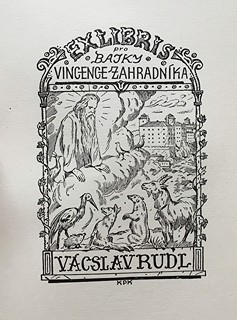 EX LIBRIS
pro
BAJKY
VINCENCE·ZAHRADNÍKA
VÁCSLAV RUDL
KDK